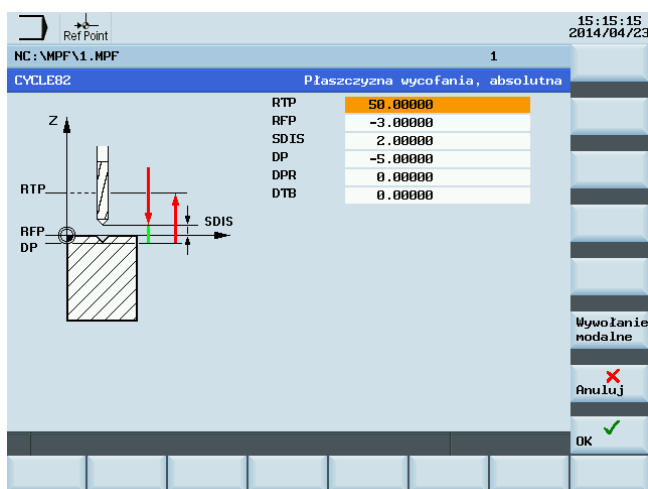 Ref Point
15:15:15
2014/04/23
NC:\MPF\1.MPF 1
CYCLE82 Płaszczyzna wycofania, absolutna
RTP 50.00000
RFP -3.00000
SDIS 2.00000
DP -5.00000
DPR 0.00000
DTB 0.00000
Z
RTP
SDIS
RFP
DP
Wywołanie
modalne
Anuluj
OK